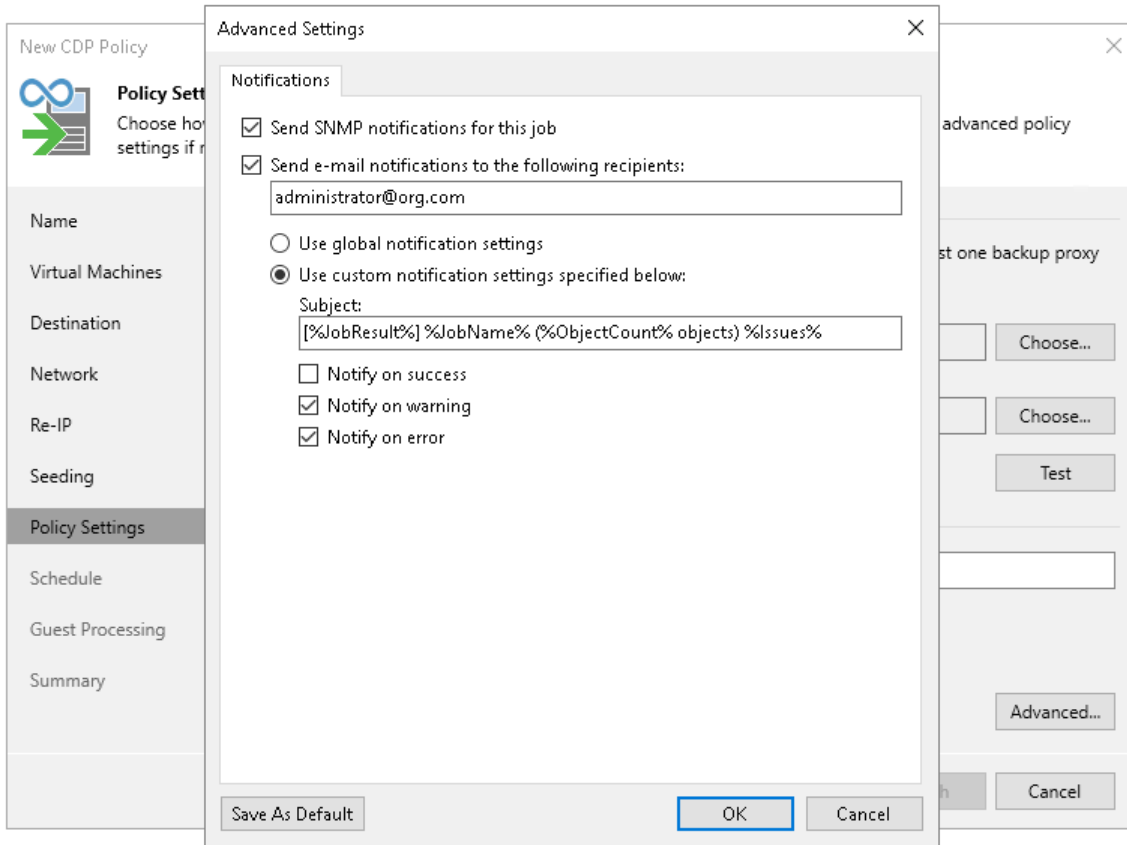 New CDP Policy
Policy Sett
Choose ho
settings if
advanced policy
Name
Virtual Machines
Destination
Network
Re-IP
Seeding
Policy Settings
Schedule
Guest Processing
Summary
Advanced Settings
Notifications
Send SNMP notifications for this job
Send e-mail notifications to the following recipients:
administrator@org.com
Use global notification settings
Use custom notification settings specified below:
Subject:
[%JobResult%] %JobName% (%ObjectCount% objects) %Issues%
Notify on success
Notify on warning
Notify on error
Save As Default
OK
Cancel
st one backup proxy
Choose...
Choose...
Test
Advanced...
h
Cancel